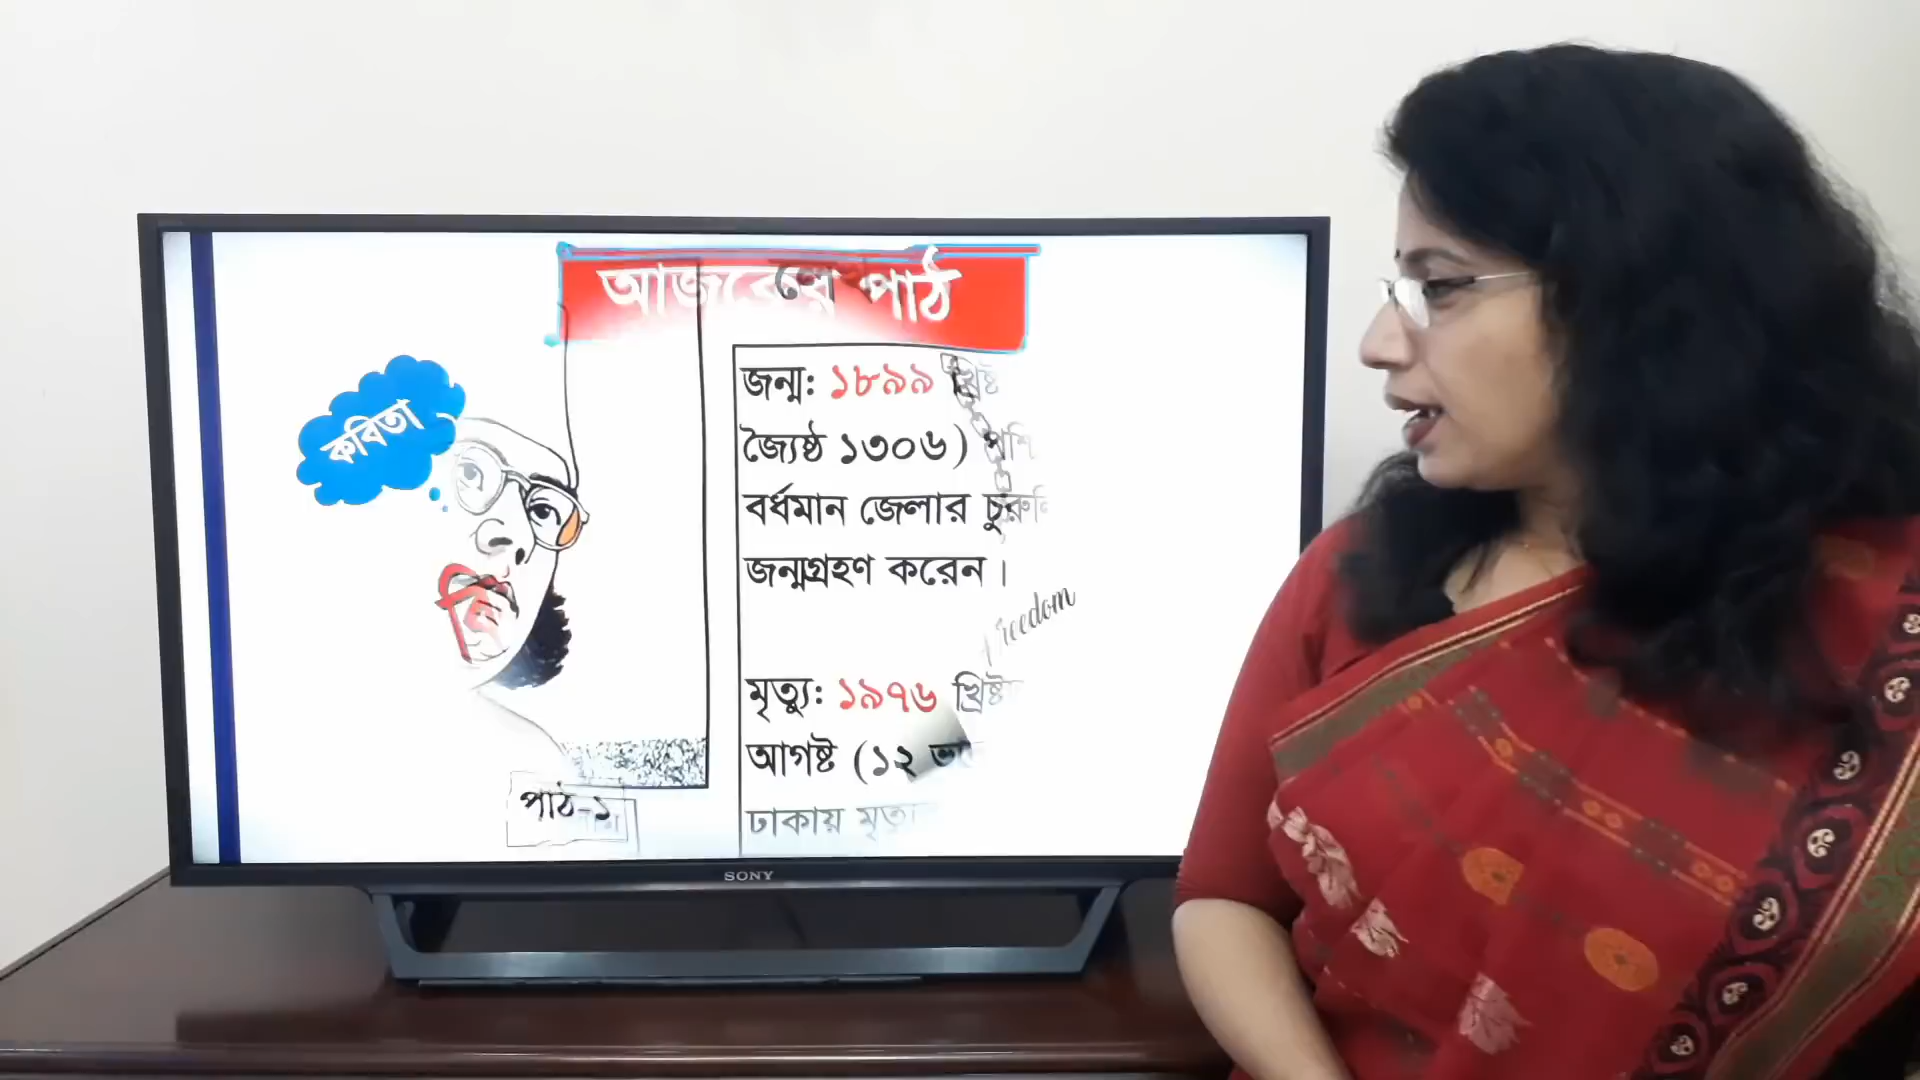 আজকের পাঠ
কবিতা
জন্ম: ১৮৯৯
জ্যৈষ্ঠ ১৩০৬)
বর্ধমান জেলার
জন্মগ্রহণ করেন।
freedom
মৃত্যু: ১৯৭৬
আগষ্ট (১২
ঢাকায়
পাঠ-১
SONY